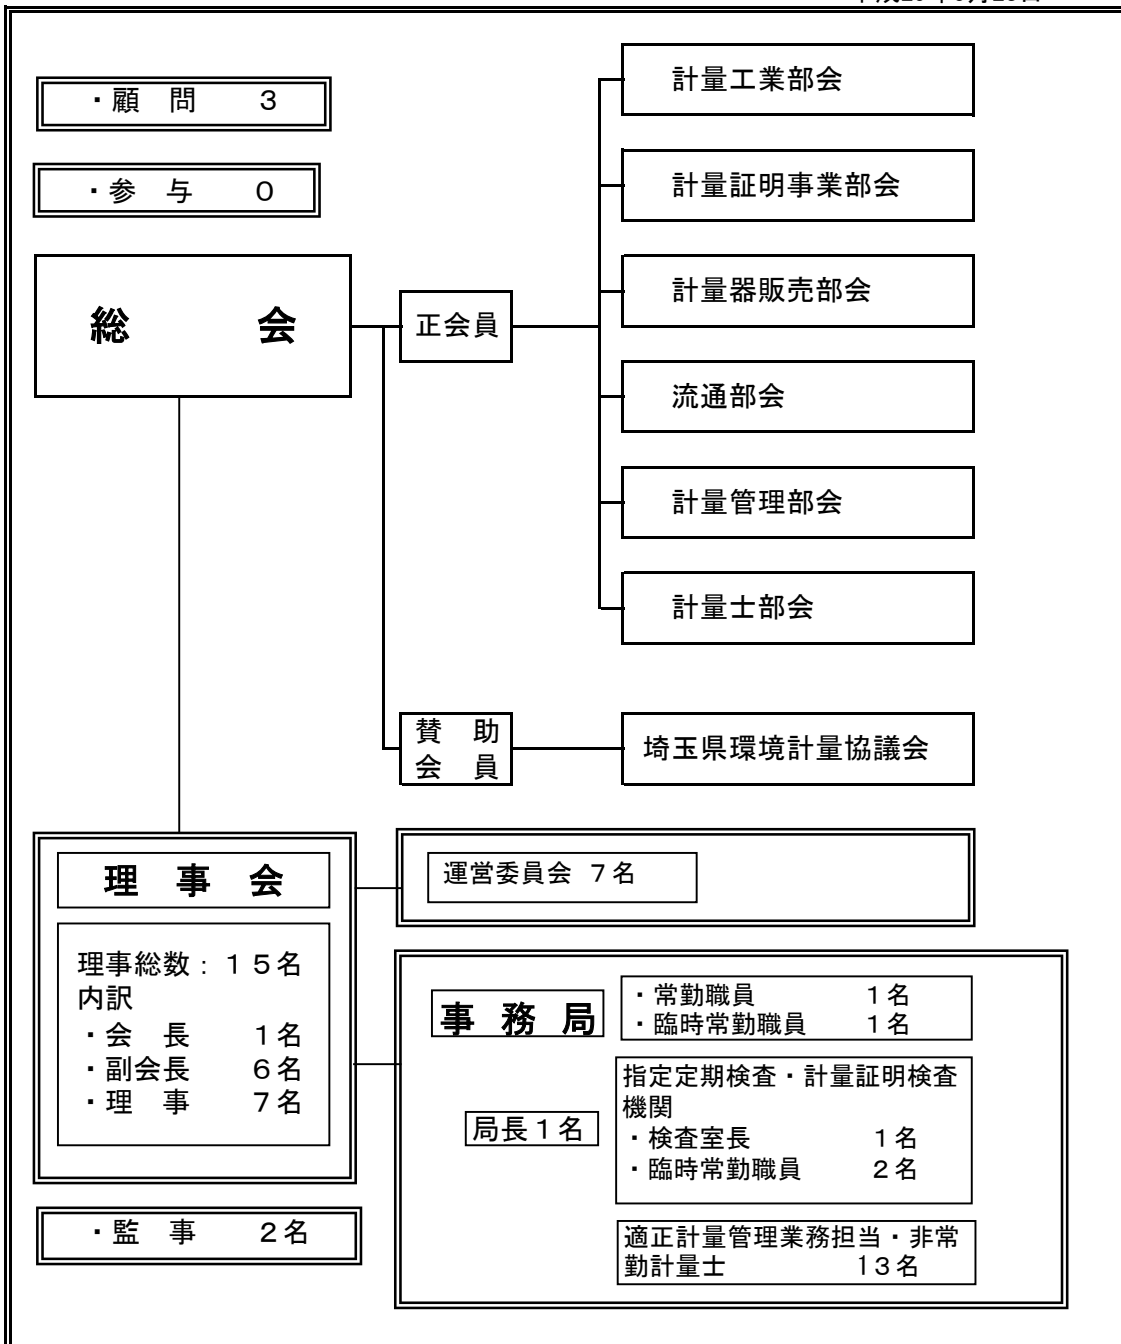 ・顧　問　　３
・参　与　　０
総　　　会
正会員
計量工業部会
計量証明事業部会
計量器販売部会
流通部会
計量管理部会
計量士部会
賛　助
会　員
埼玉県環境計量協議会
理　事　会
理事総数：１５名
内訳
・会　長　　１名
・副会長　　６名
・理　事　　７名
運営委員会 ７名
事　務　局
・常勤職員　　　　１名
・臨時常勤職員　　１名
局長１名
指定定期検査・計量証明検査
機関
・検査室長　　　　１名
・臨時常勤職員　　２名
適正計量管理業務担当・非常
勤計量士　　　　１３名
・監　事　　２名